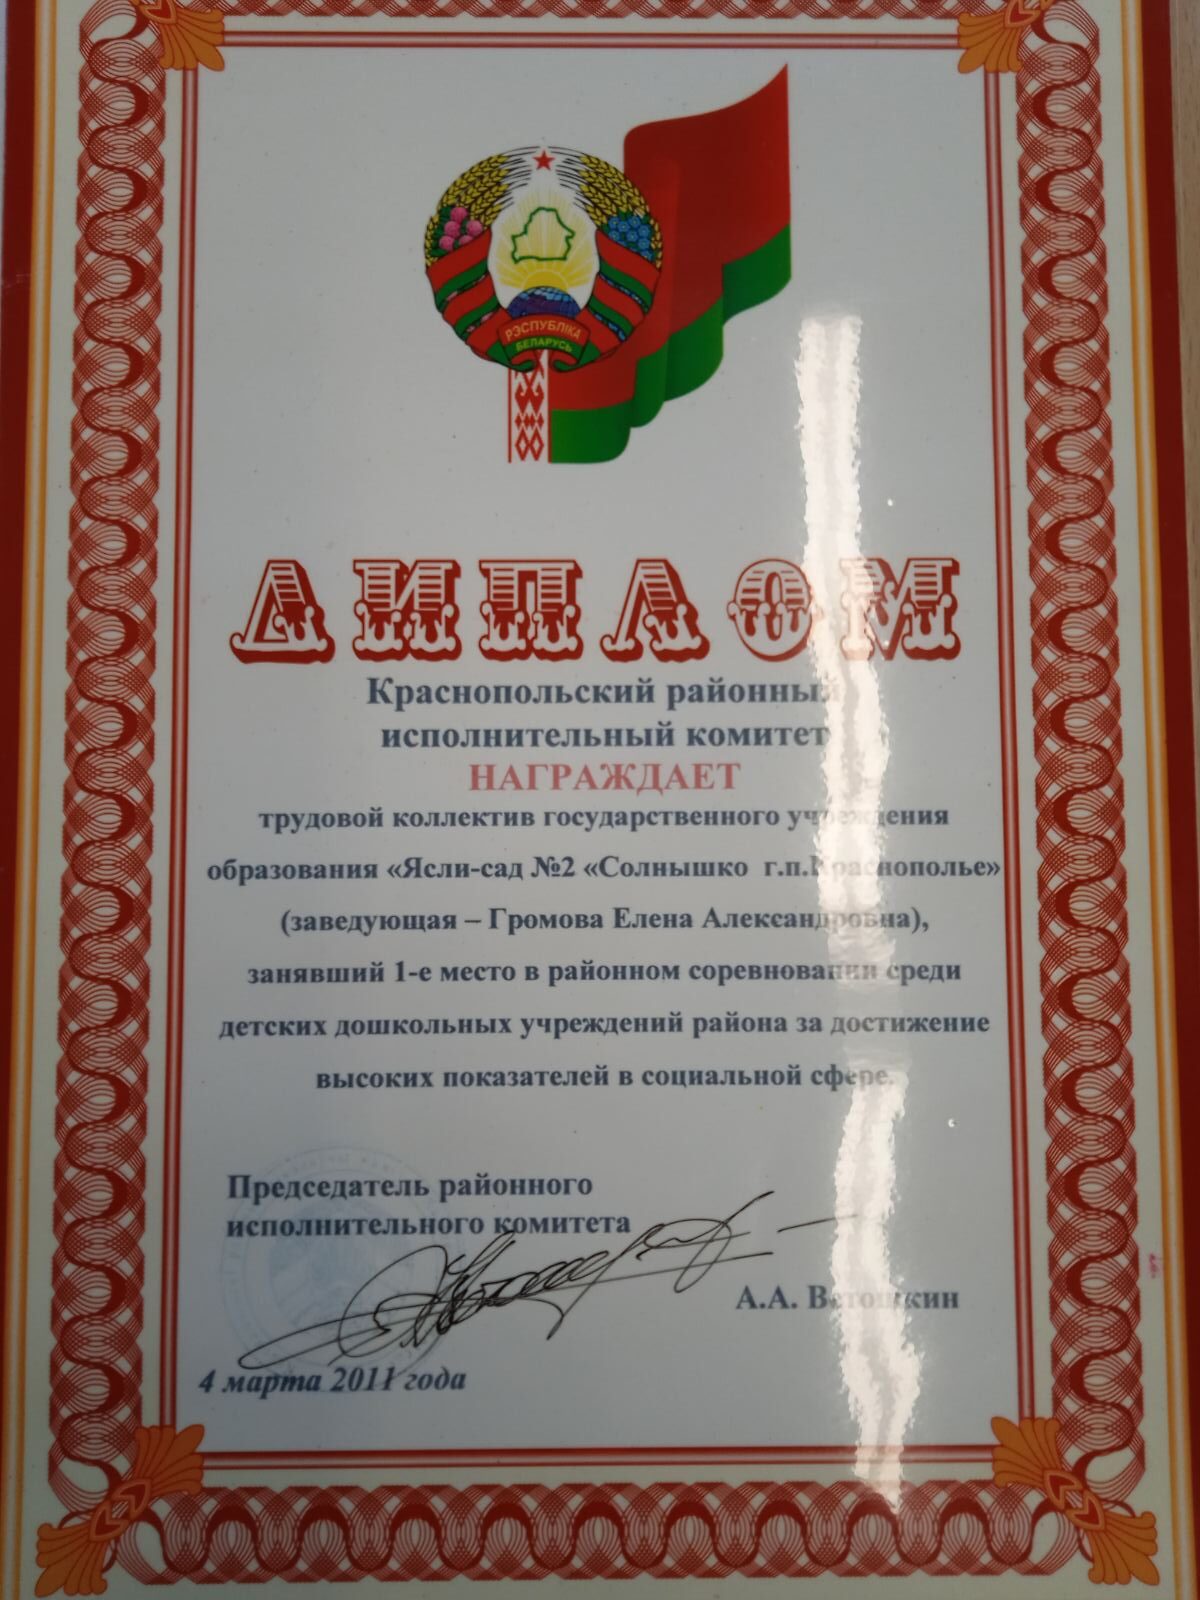 РЭСПУБЛІКА
БЕЛАРУСЬ
ДИПЛОМ
Краснопольский районный
исполнительный комитет
НАГРАЖДАЕТ
трудовой коллектив государственного учреждения
образования «Ясли-сад №2 «Солнышко г.п.Краснополье»
(заведующая – Громова Елена Александровна),
занявший 1-е место в районном соревновании среди
детских дошкольных учреждений района за достижение
высоких показателей в социальной сфере.
Председатель районного
исполнительного комитета
А.А. Ветошкин
4 марта 2011 года